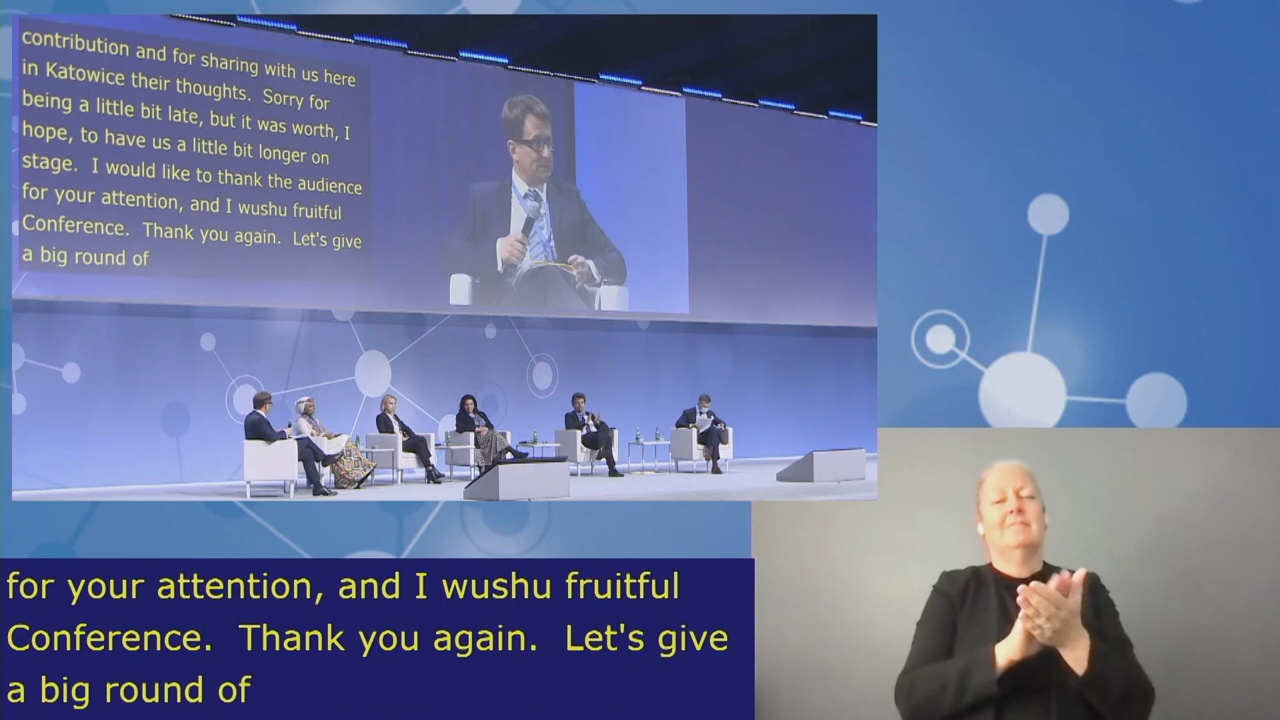 contribution and for sharing with us here
in Katowice their thoughts.  Sorry for
being a little bit late, but it was worth, I
hope, to have us a little bit longer on
stage.  I would like to thank the audience
for your attention, and I wushu fruitful
Conference.  Thank you again.  Let's give
a big round of
for your attention, and I wushu fruitful
Conference.  Thank you again.  Let's give
a big round of